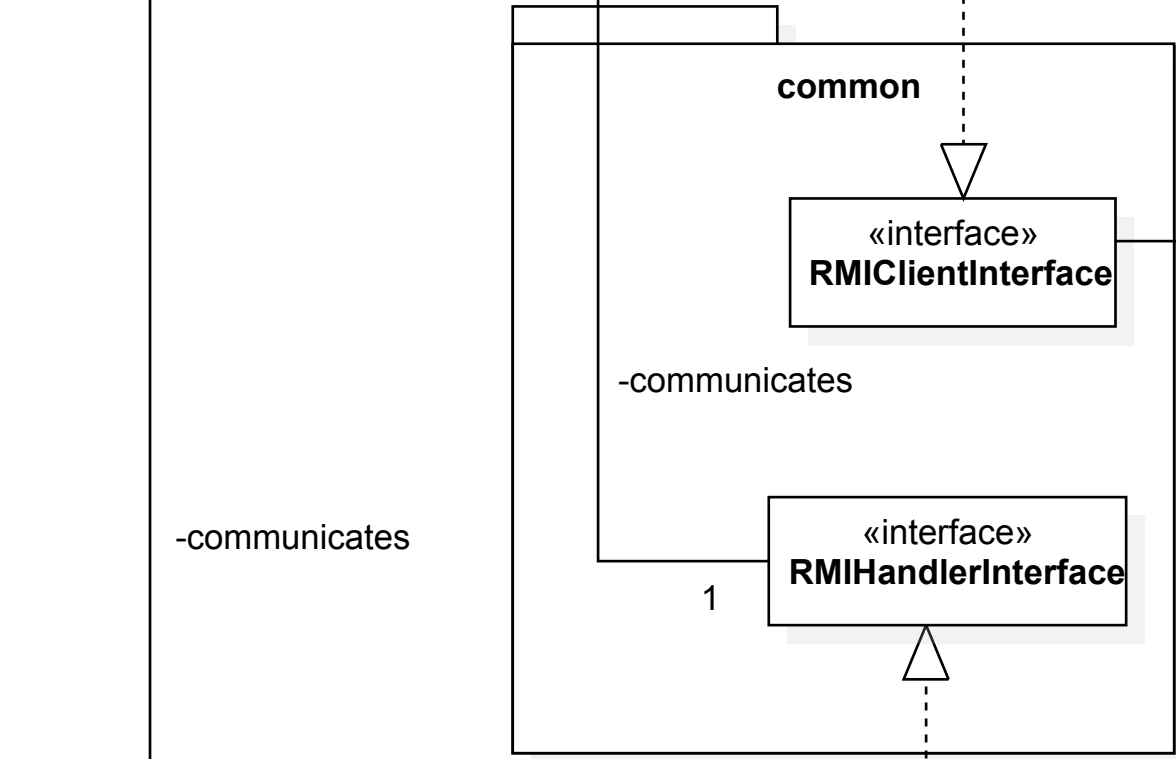 common
«interface»
RMIClientInterface
-communicates
-communicates
«interface»
RMIHandlerInterface
1